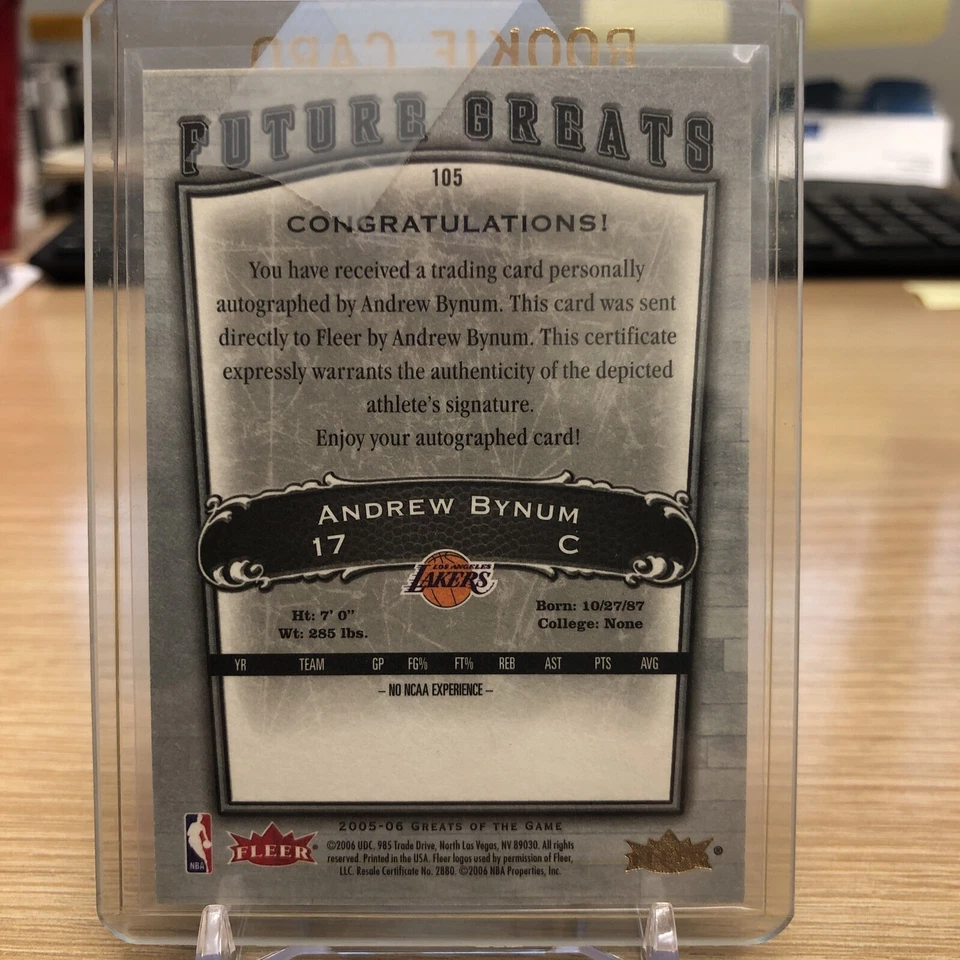 ROOKIE CARD
FUTURE GREATS
105
CONGRATULATIONS!
You have received a trading card personally
autographed by Andrew Bynum. This card was sent
directly to Fleer by Andrew Bynum. This certificate
expressly warrants the authenticity of the depicted
athlete's signature.
Enjoy your autographed card!
ANDREW BYNUM
17 C
LOS ANGELES
LAKERS
Ht: 7' 0"
Wt: 285 lbs.
Born: 10/27/87
College: None
YR TEAM GP FG% FT% REB AST PTS AVG
– NO NCAA EXPERIENCE –
2005-06 GREATS OF THE GAME
NBA
FLEER®
©2006 UDC. 985 Trade Drive, North Las Vegas, NV 89030. All rights
reserved. Printed in the USA. Fleer logos used by permission of Fleer,
LLC. Resale Certificate No. 2880. ©2006 NBA Properties, Inc.
FLEER ®